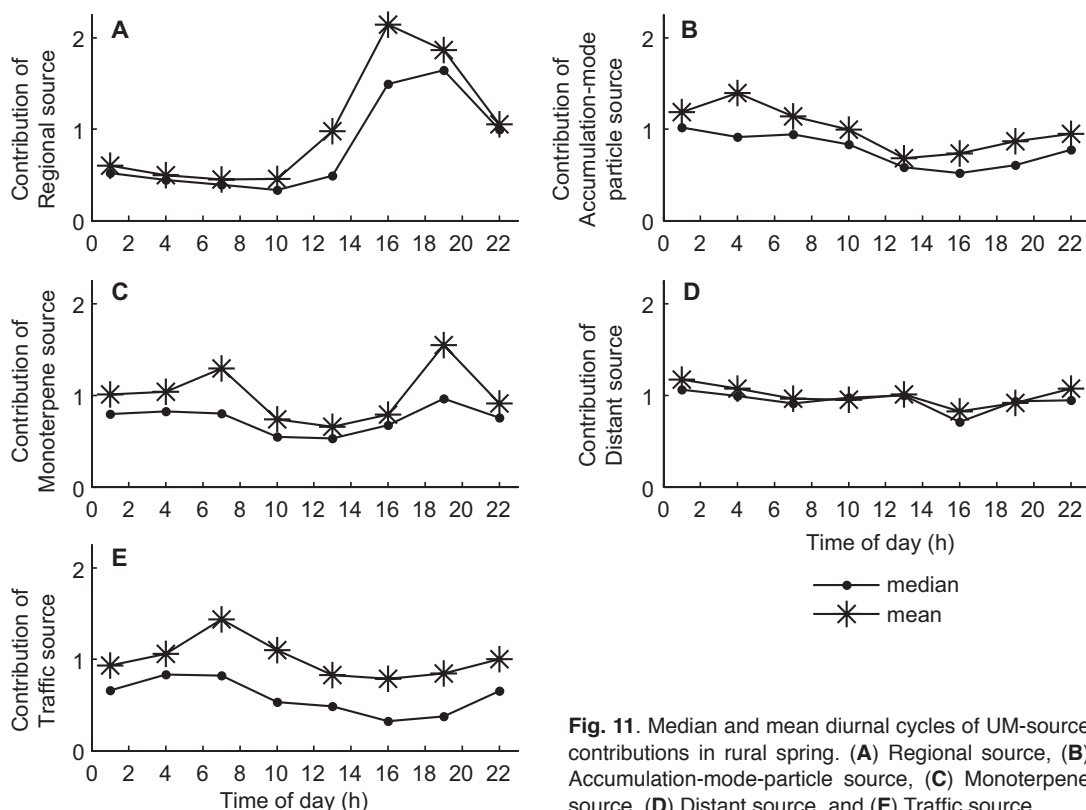 A
Contribution of
Regional source
2
1
0
0 2 4 6 8 10 12 14 16 18 20 22
B
Contribution of
Accumulation-mode
particle source
2
1
0
0 2 4 6 8 10 12 14 16 18 20 22
C
Contribution of
Monoterpene source
2
1
0
0 2 4 6 8 10 12 14 16 18 20 22
D
Contribution of
Distant source
2
1
0
0 2 4 6 8 10 12 14 16 18 20 22
Time of day (h)
median
mean
E
Contribution of
Traffic source
2
1
0
0 2 4 6 8 10 12 14 16 18 20 22
Time of day (h)
Fig. 11. Median and mean diurnal cycles of UM-source
contributions in rural spring. (A) Regional source, (B)
Accumulation-mode-particle source, (C) Monoterpene
source, (D) Distant source, and (E) Traffic source.